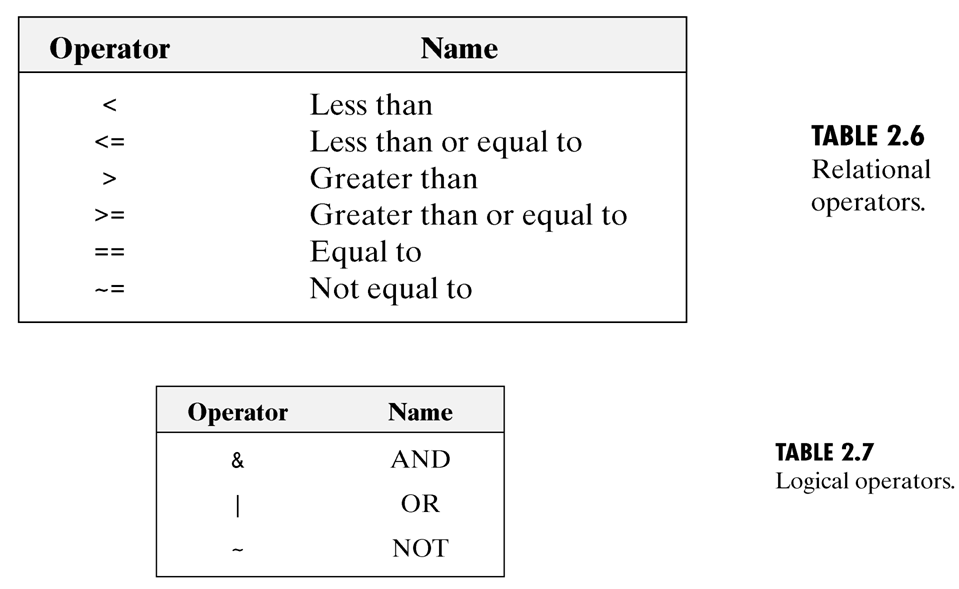 Operator Name
< Less than
<= Less than or equal to
> Greater than
>= Greater than or equal to
== Equal to
~= Not equal to
TABLE 2.6
Relational
operators.
Operator Name
& AND
| OR
~ NOT
TABLE 2.7
Logical operators.